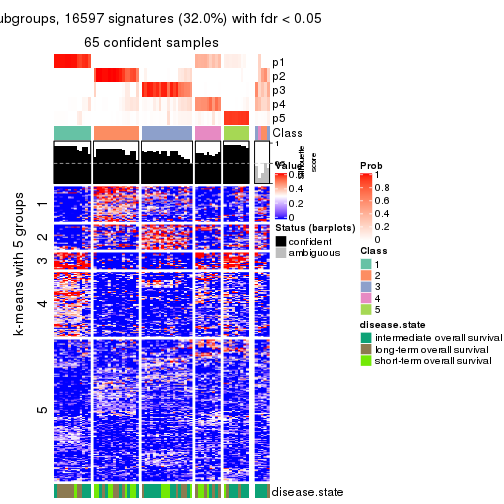 ubgroups, 16597 signatures (32.0%) with fdr < 0.05
65 confident samples
p1
p2
p3
p4
p5
Class
1
silhouette
score
Value
0.6
0.4
0.2
0
Status (barplots)
confident
ambiguous
Prob
1
0.8
0.6
0.4
0.2
0
Class
1
2
3
4
5
disease.state
intermediate overall survival
long-term overall survival
short-term overall survival
k-means with 5 groups
1
2
3
4
5
disease.state